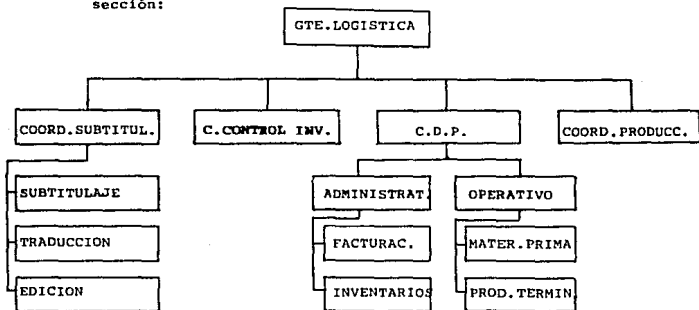 sección:
GTE.LOGISTICA
COORD.SUBTITUL.
C.CONTROL INV.
C.D.P.
COORD.PRODUCC.
SUBTITULAJE
ADMINISTRAT.
OPERATIVO
TRADUCCION
FACTURAC.
MATER.PRIMA
EDICION
INVENTARIOS
PROD.TERMIN